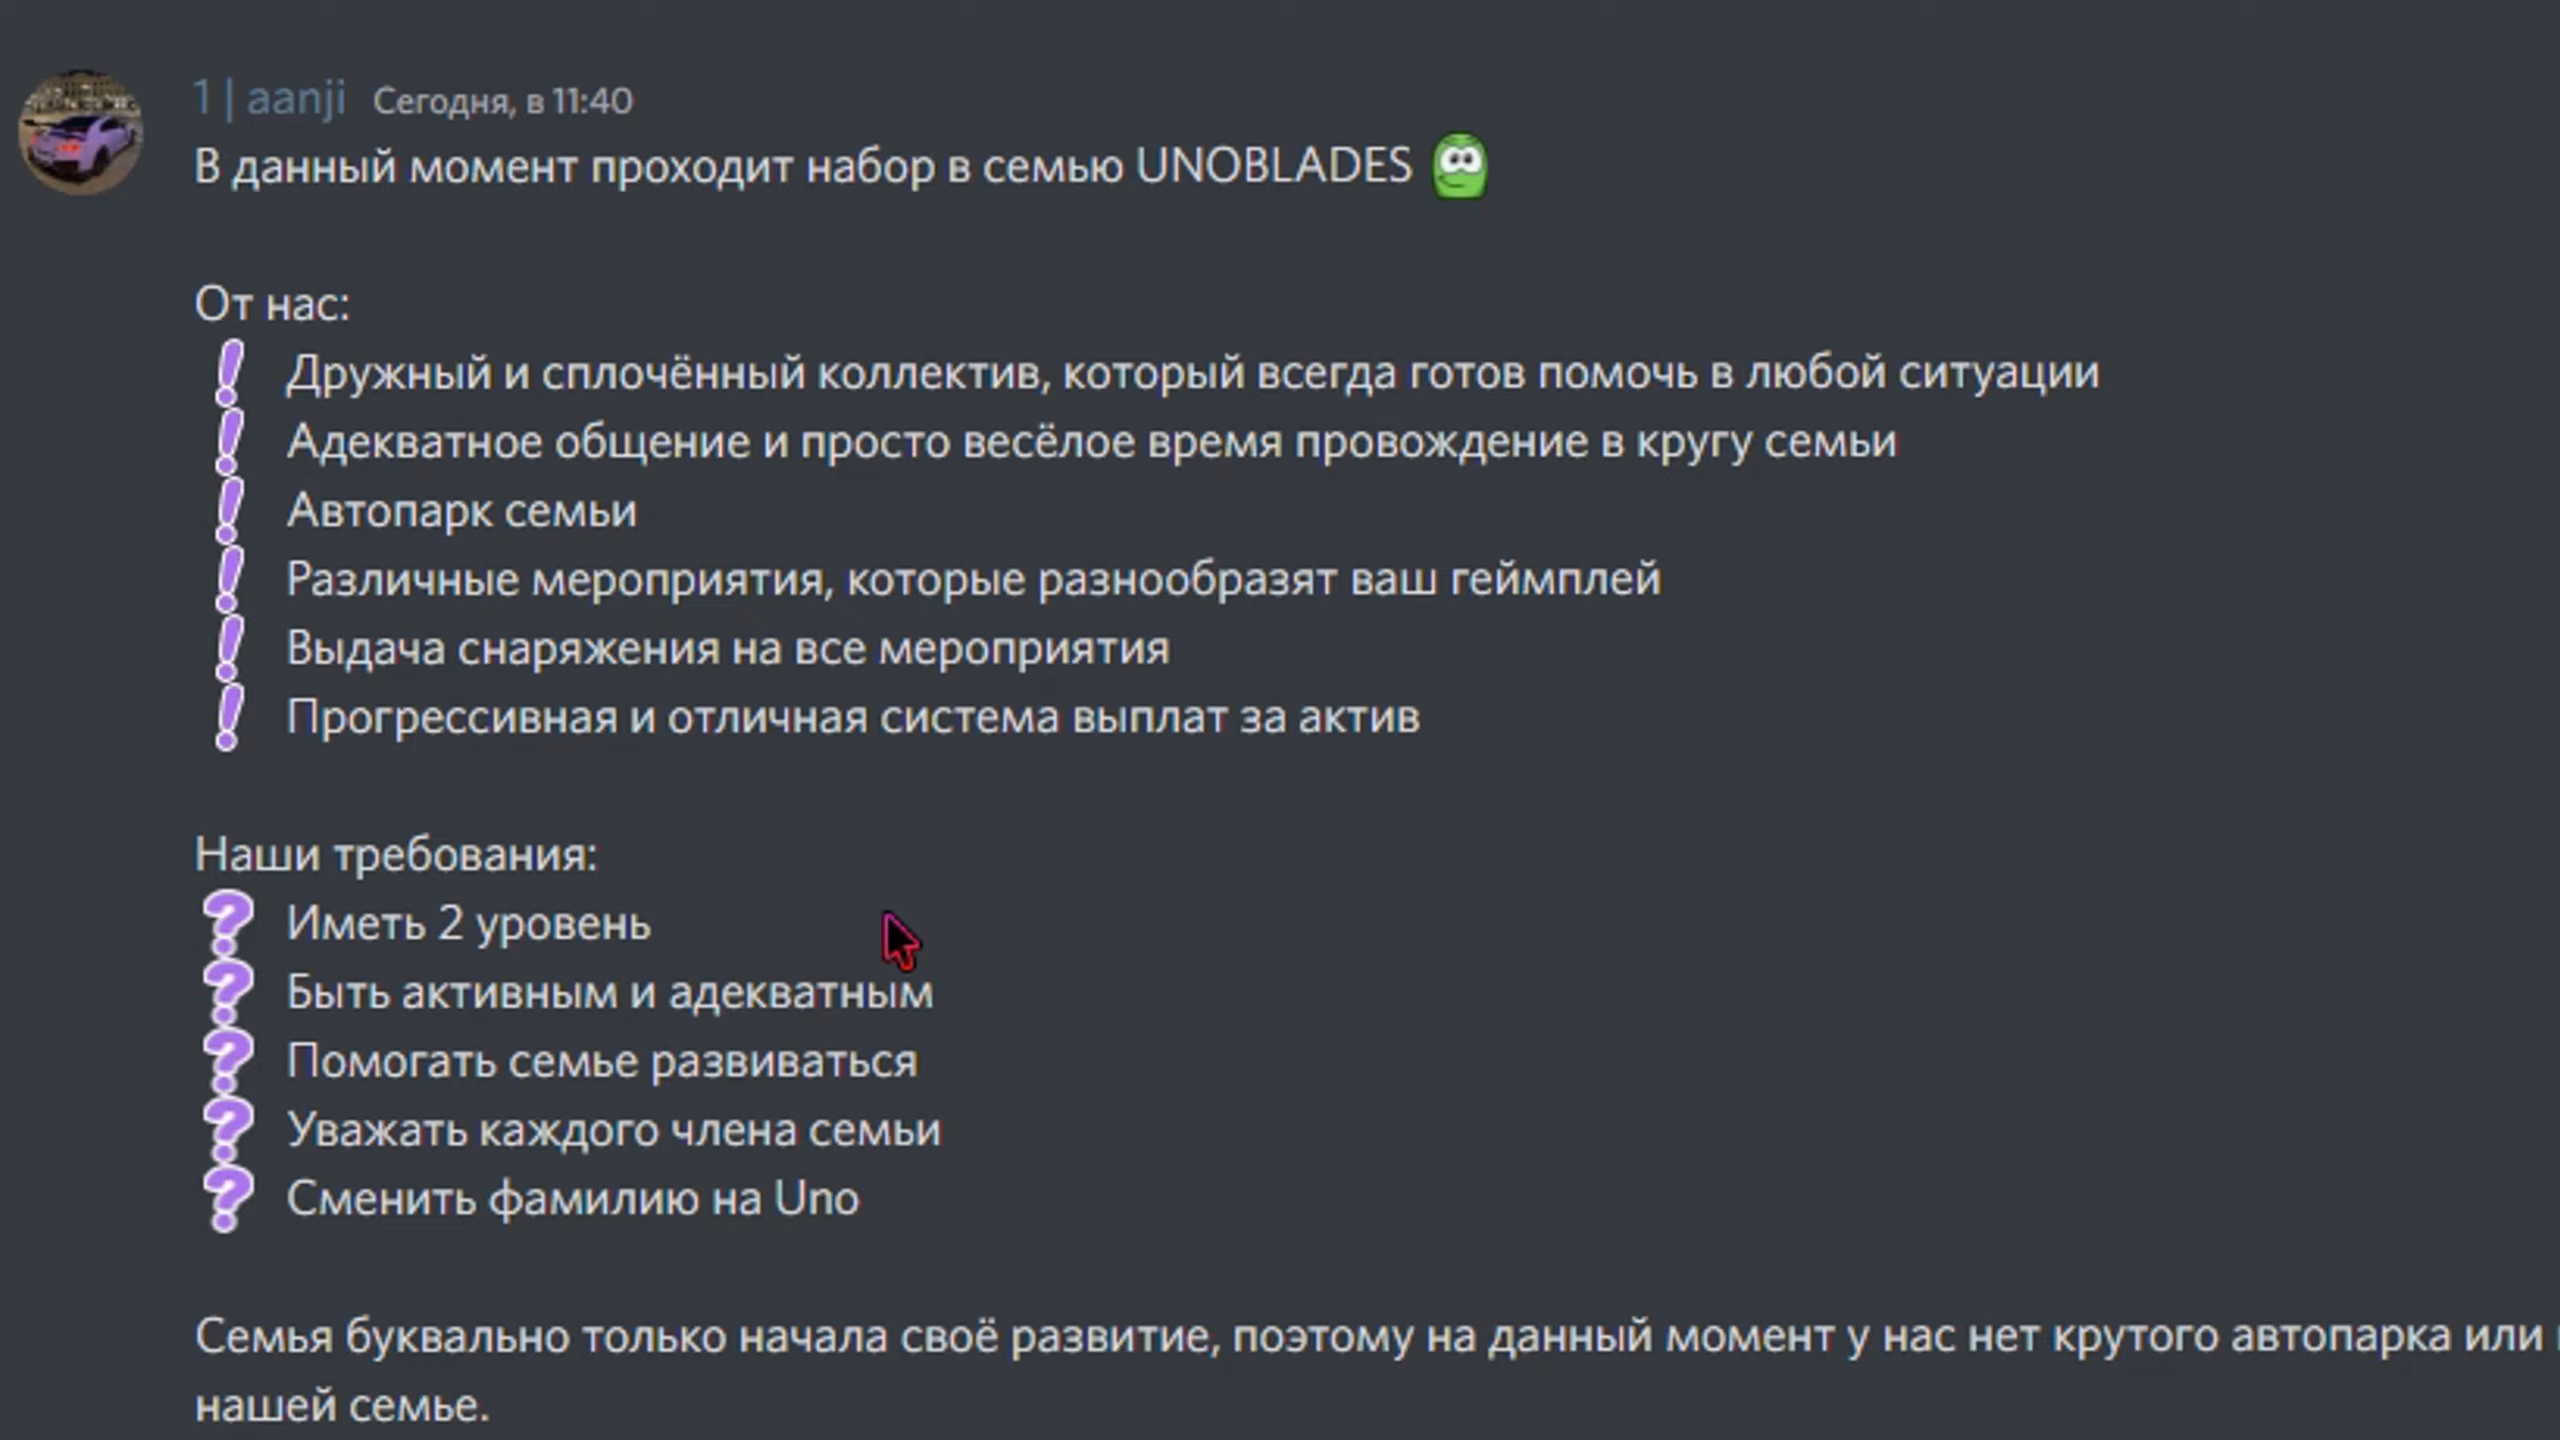 1 | aanji Сегодня, в 11:40
В данный момент проходит набор в семью UNOBLADES
От нас:
! Дружный и сплочённый коллектив, который всегда готов помочь в любой ситуации
! Адекватное общение и просто весёлое время провождение в кругу семьи
! Автопарк семьи
! Различные мероприятия, которые разнообразят ваш геймплей
! Выдача снаряжения на все мероприятия
! Прогрессивная и отличная система выплат за актив
Наши требования:
? Иметь 2 уровень
? Быть активным и адекватным
? Помогать семье развиваться
? Уважать каждого члена семьи
? Сменить фамилию на Uno
Семья буквально только начала своё развитие, поэтому на данный момент у нас нет крутого автопарка или
нашей семье.